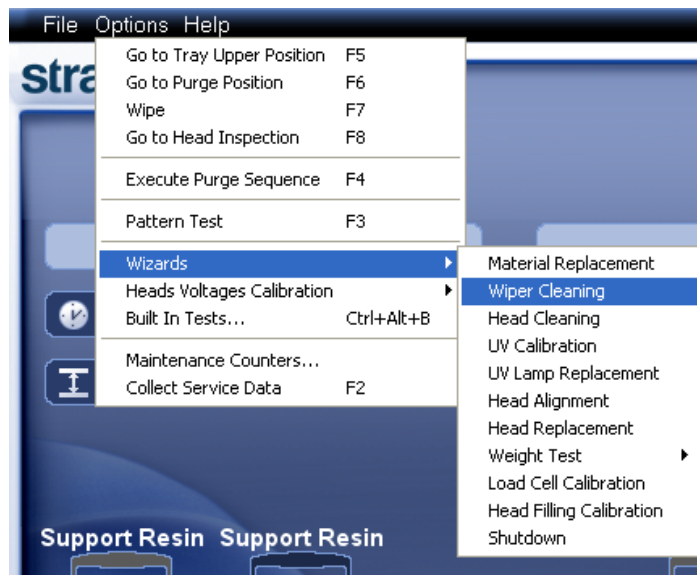 File Options Help
stra
Go to Tray Upper Position F5
Go to Purge Position F6
Wipe F7
Go to Head Inspection F8
Execute Purge Sequence F4
Pattern Test F3
Wizards
Heads Voltages Calibration
Built In Tests... Ctrl+Alt+B
Maintenance Counters...
Collect Service Data F2
Material Replacement
Wiper Cleaning
Head Cleaning
UV Calibration
UV Lamp Replacement
Head Alignment
Head Replacement
Weight Test
Load Cell Calibration
Head Filling Calibration
Shutdown
Support Resin Support Resin